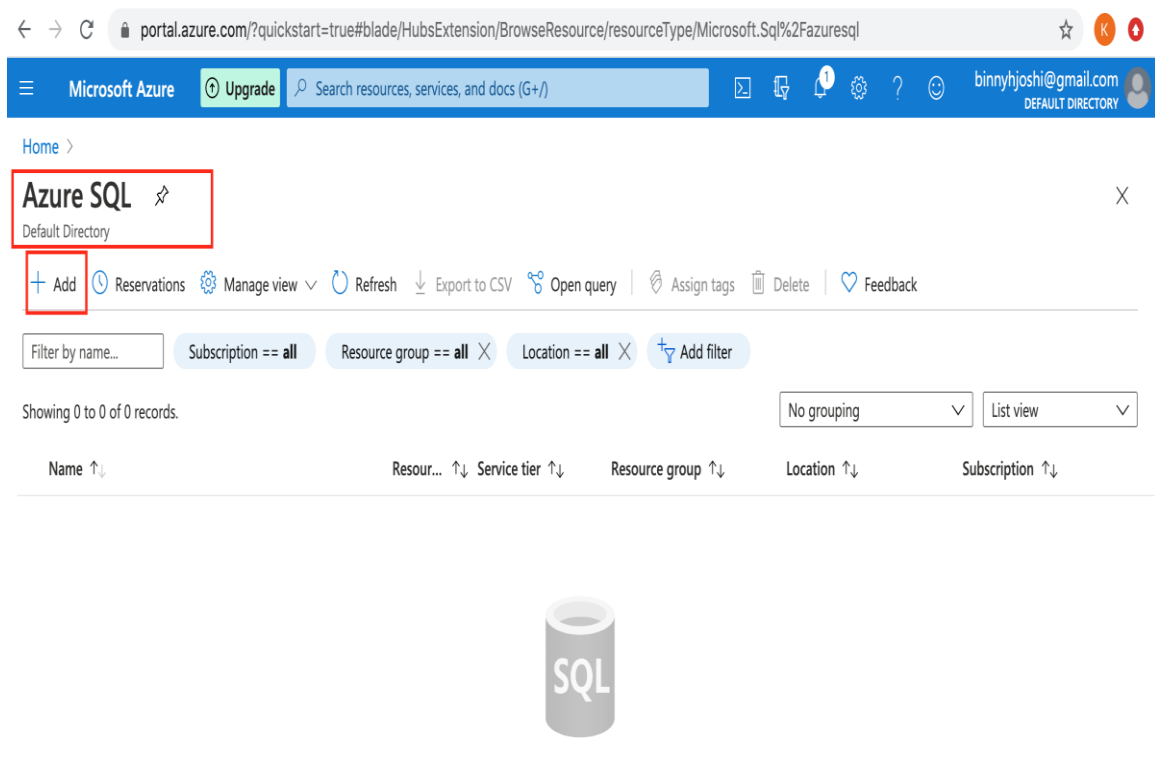 portal.azure.com/?quickstart=true#blade/HubsExtension/BrowseResource/resourceType/Microsoft.Sql%2Fazuresql
K
Microsoft Azure
Upgrade
Search resources, services, and docs (G+/)
1
binnyhjoshi@gmail.com
DEFAULT DIRECTORY
Home >
Azure SQL
Default Directory
+ Add Reservations Manage view Refresh Export to CSV Open query Assign tags Delete Feedback
Filter by name... Subscription == all Resource group == all Location == all Add filter
Showing 0 to 0 of 0 records. No grouping List view
Name Resour... Service tier Resource group Location Subscription
SQL